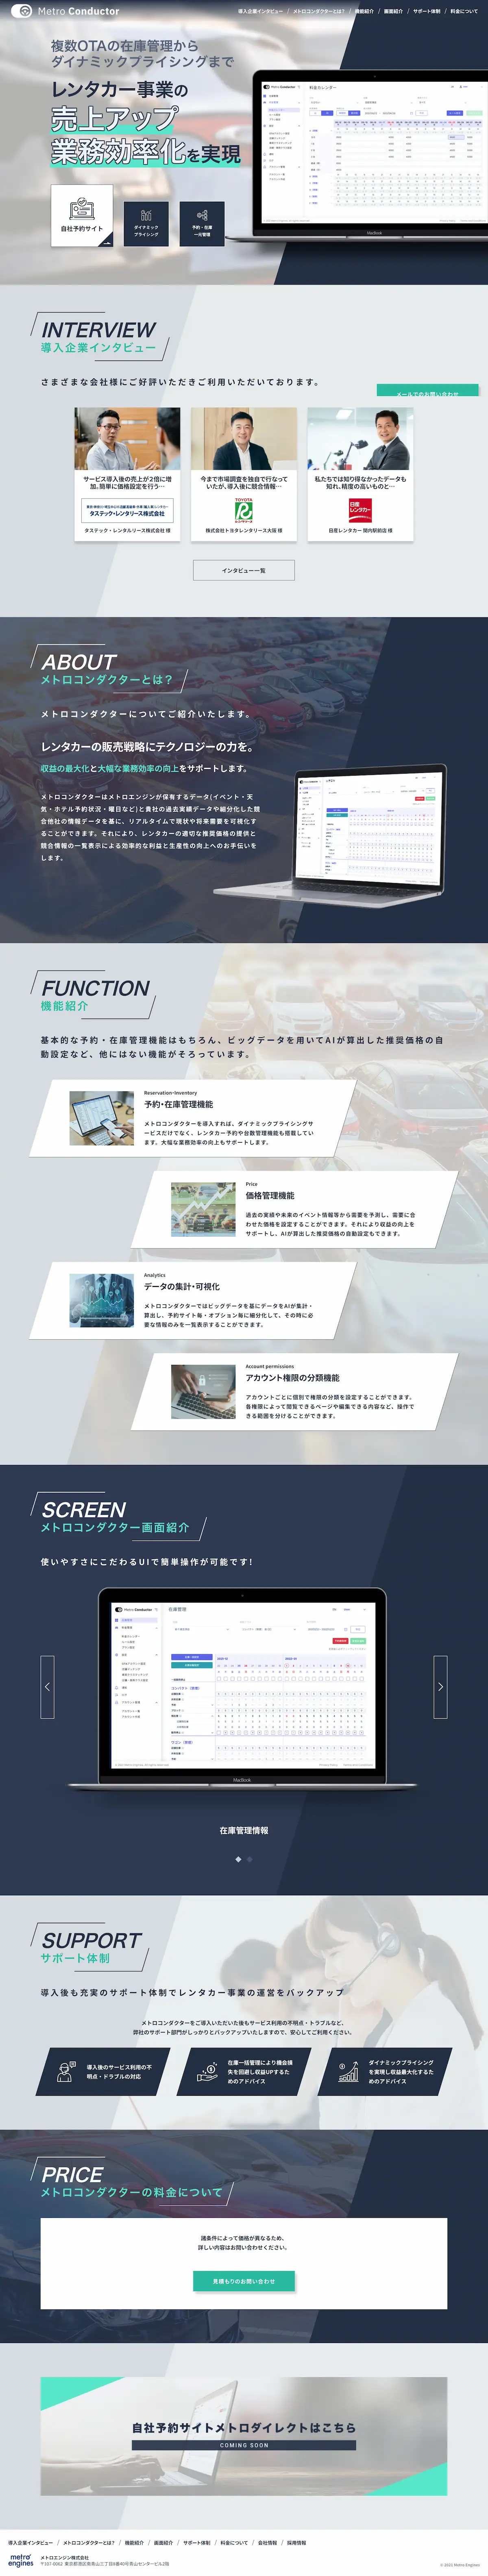 Metro Conductor
導入企業インタビュー / メトロコンダクターとは? / 機能紹介 / 画面紹介 / サポート体制 / 料金について
複数OTAの在庫管理から
ダイナミックプライシングまで
レンタカー事業の
売上アップ
業務効率化を実現
自社予約サイト
ダイナミック
プライシング
予約・在庫
一元管理
料金カレンダー
MacBook
INTERVIEW
導入企業インタビュー
さまざまな会社様にご好評いただきご利用いただいております。
メールでのお問い合わせ
サービス導入後の売上が2倍に増
加。簡単に価格設定を行う…
タステック・レンタリース株式会社
タステック・レンタルリース株式会社 様
今まで市場調査を独自で行なって
いたが、導入後に競合情報…
TOYOTA
株式会社トヨタレンタリース大阪 様
私たちでは知り得なかったデータも
知れ、精度の高いものと…
日産
レンタカー
日産レンタカー 関内駅前店 様
インタビュー一覧
ABOUT
メトロコンダクターとは?
メトロコンダクターについてご紹介いたします。
レンタカーの販売戦略にテクノロジーの力を。
収益の最大化と大幅な業務効率の向上をサポートします。
メトロコンダクターはメトロエンジンが保有するデータ(イベント・天
気・ホテル予約状況・曜日など)と貴社の過去実績データや細分化した競
合他社の情報データを基に、リアルタイムで現状や将来需要を可視化す
ることができます。それにより、レンタカーの適切な推奨価格の提供と
競合情報の一覧表示による効率的な利益と生産性の向上へのお手伝いを
します。
FUNCTION
機能紹介
基本的な予約・在庫管理機能はもちろん、ビッグデータを用いてAIが算出した推奨価格の自
動設定など、他にはない機能がそろっています。
Reservation・Inventory
予約・在庫管理機能
メトロコンダクターを導入すれば、ダイナミックプライシングサ
ービスだけでなく、レンタカー予約や台数管理機能も搭載してい
ます。大幅な業務効率の向上もサポートします。
Price
価格管理機能
過去の実績や未来のイベント情報等から需要を予測し、需要に合
わせた価格を設定することができます。それにより収益の向上を
サポートし、AIが算出した推奨価格の自動設定もできます。
Analytics
データの集計・可視化
メトロコンダクターではビッグデータを基にデータをAIが集計・
算出し、予約サイト毎・オプション毎に細分化して、その時に必
要な情報のみを一覧表示することができます。
Account permissions
アカウント権限の分類機能
アカウントごとに個別で権限の分類を設定することができます。
各権限によって閲覧できるページや編集できる内容など、操作で
きる範囲を分けることができます。
SCREEN
メトロコンダクター画面紹介
使いやすさにこだわるUIで簡単操作が可能です!
Metro Conductor
在庫管理
コンパクト（禁煙）
ワゴン（禁煙）
MacBook
在庫管理情報
SUPPORT
サポート体制
導入後も充実のサポート体制でレンタカー事業の運営をバックアップ
メトロコンダクターをご導入いただいた後もサービス利用の不明点・トラブルなど、
弊社のサポート部門がしっかりとバックアップいたしますので、安心してご利用ください。
導入後のサービス利用の不
明点・トラブルの対応
在庫一括管理により機会損
失を回避し収益UPするた
めのアドバイス
ダイナミックプライシング
を実現し収益最大化するた
めのアドバイス
PRICE
メトロコンダクターの料金について
諸条件によって価格が異なるため、
詳しい内容はお問い合わせください。
見積もりのお問い合わせ
自社予約サイトメトロダイレクトはこちら
COMING SOON
導入企業インタビュー / メトロコンダクターとは? / 機能紹介 / 画面紹介 / サポート体制 / 料金について / 会社情報 / 採用情報
metro engines
メトロエンジン株式会社
〒107-0062 東京都港区南青山三丁目8番40号青山センタービル2階
© 2021 Metro Engines